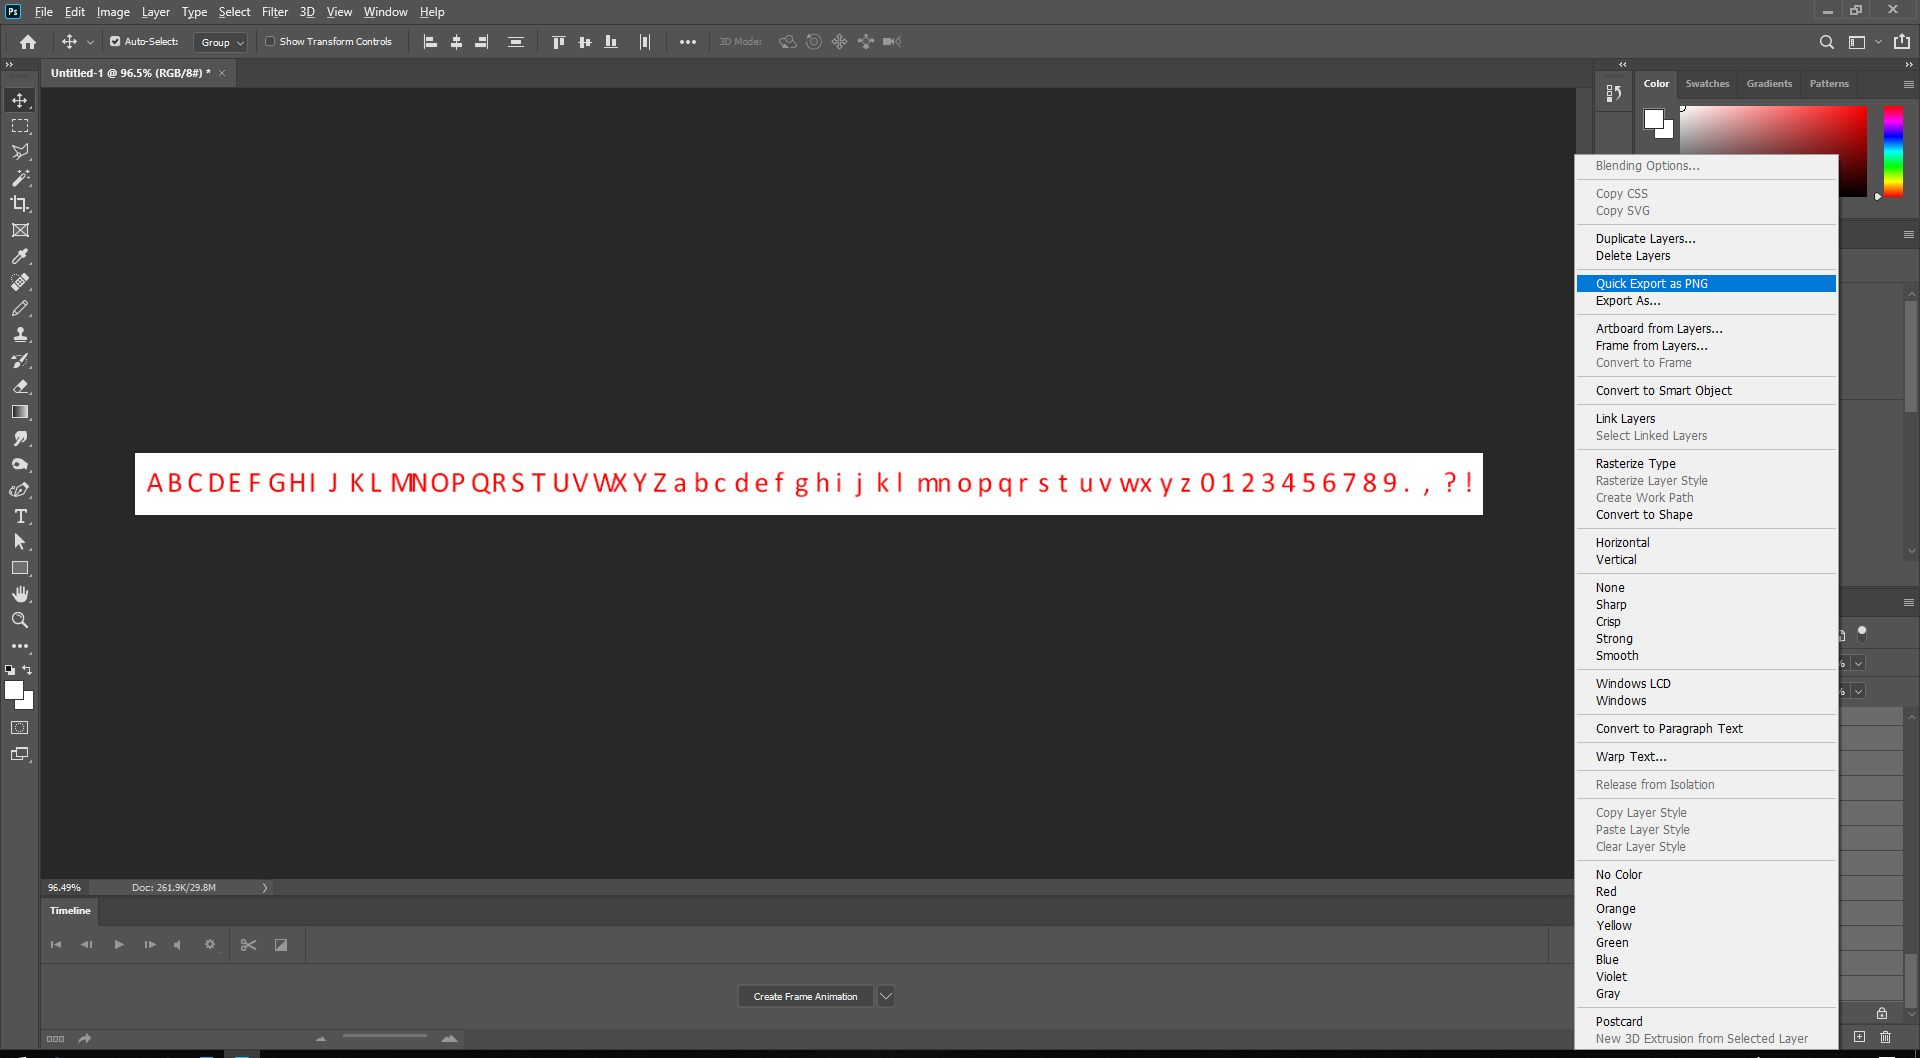 Ps File Edit Image Layer Type Select Filter 3D View Window Help
Auto-Select: Group Show Transform Controls 3D Mode:
Untitled-1 @ 96.5% (RGB/8#) *
Color Swatches Gradients Patterns
A B C D E F G H I J K L M N O P Q R S T U V W X Y Z a b c d e f g h i j k l m n o p q r s t u v w x y z 0 1 2 3 4 5 6 7 8 9 . , ? !
Blending Options...
Copy CSS
Copy SVG
Duplicate Layers...
Delete Layers
Quick Export as PNG
Export As...
Artboard from Layers...
Frame from Layers...
Convert to Frame
Convert to Smart Object
Link Layers
Select Linked Layers
Rasterize Type
Rasterize Layer Style
Create Work Path
Convert to Shape
Horizontal
Vertical
None
Sharp
Crisp
Strong
Smooth
Windows LCD
Windows
Convert to Paragraph Text
Warp Text...
Release from Isolation
Copy Layer Style
Paste Layer Style
Clear Layer Style
No Color
Red
Orange
Yellow
Green
Blue
Violet
Gray
Postcard
New 3D Extrusion from Selected Layer
96.49% Doc: 261.9K/29.8M
Timeline
Create Frame Animation